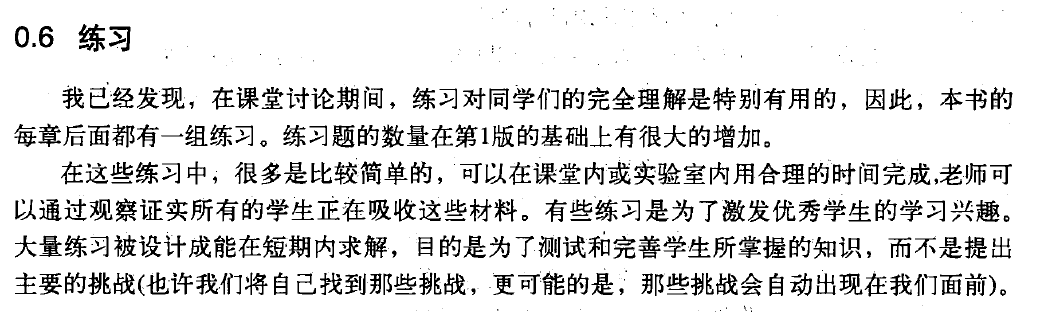 0.6 练习
我已经发现，在课堂讨论期间，练习对同学们的完全理解是特别有用的，因此，本书的
每章后面都有一组练习。练习题的数量在第1版的基础上有很大的增加。
在这些练习中，很多是比较简单的，可以在课堂内或实验室内用合理的时间完成,老师可
以通过观察证实所有的学生正在吸收这些材料。有些练习是为了激发优秀学生的学习兴趣。
大量练习被设计成能在短期内求解，目的是为了测试和完善学生所掌握的知识，而不是提出
主要的挑战(也许我们将自己找到那些挑战，更可能的是，那些挑战会自动出现在我们面前)。